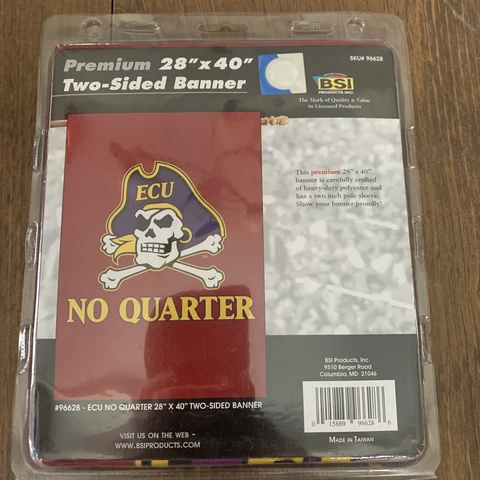 Premium 28" x 40"
Two-Sided Banner
SKU# 96628
BSI
PRODUCTS, INC.
The Mark of Quality & Value
in Licensed Products
This premium 28" x 40"
banner is carefully crafted
of heavy-duty polyester and
has a two inch pole sleeve.
Show your banner proudly!
ECU
TM
NO QUARTER
#96628 - ECU NO QUARTER 28" X 40" TWO-SIDED BANNER
VISIT US ON THE WEB -
WWW.BSIPRODUCTS.COM
BSI Products, Inc.
9510 Berger Road
Columbia, MD 21046
0 15889 96628 6
MADE IN TAIWAN